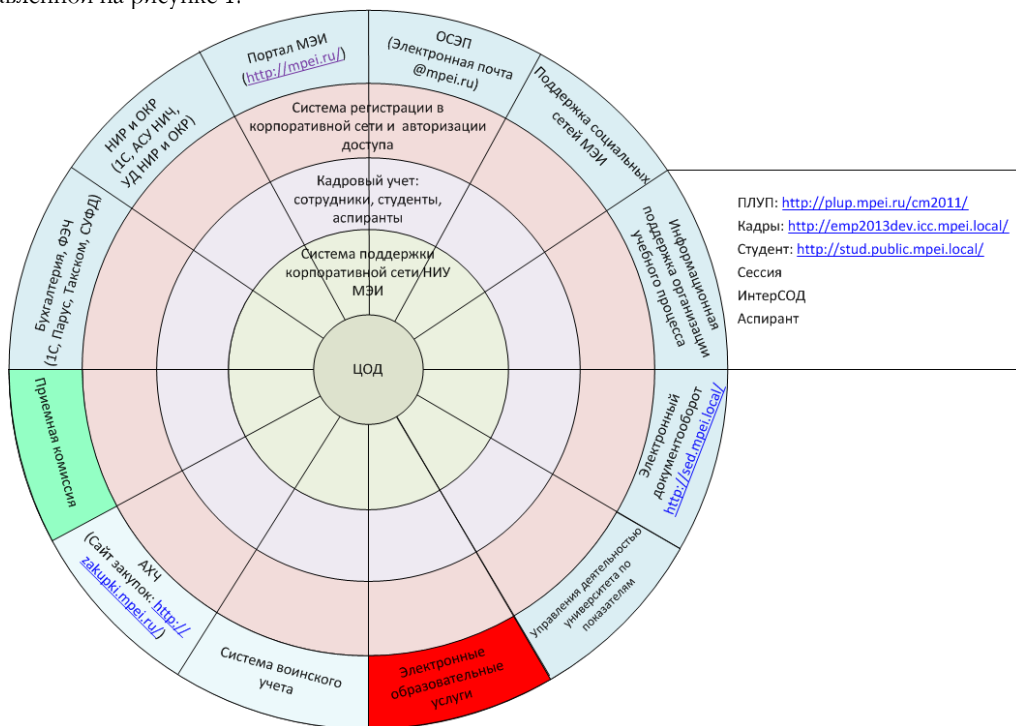 авленной на рисунке 1.
Портал МЭИ
(http://mpei.ru/)
ОСЭП
(Электронная почта
@mpei.ru)
Поддержка социальных
сетей МЭИ
Информационная
поддержка организации
учебного процесса
ПЛУП: http://plup.mpei.ru/cm2011/
Кадры: http://emp2013dev.icc.mpei.local/
Студент: http://stud.public.mpei.local/
Сессия
ИнтерСОД
Аспирант
Электронный
документооборот
http://sed.mpei.local/
Управления деятельностью
университета по
показателям
Электронные
образовательные
услуги
Система воинского
учета
АХЧ
(Сайт закупок: http://
zakupki.mpei.ru/)
Приемная комиссия
Бухгалтерия, ФЭЧ
(1С, Парус, Такском, СУФД)
НИР и ОКР
(1С, АСУ НИЧ,
УД НИР и ОКР)
Система регистрации в
корпоративной сети и авторизации
доступа
Кадровый учет:
сотрудники, студенты,
аспиранты
Система поддержки
корпоративной сети НИУ
МЭИ
ЦОД